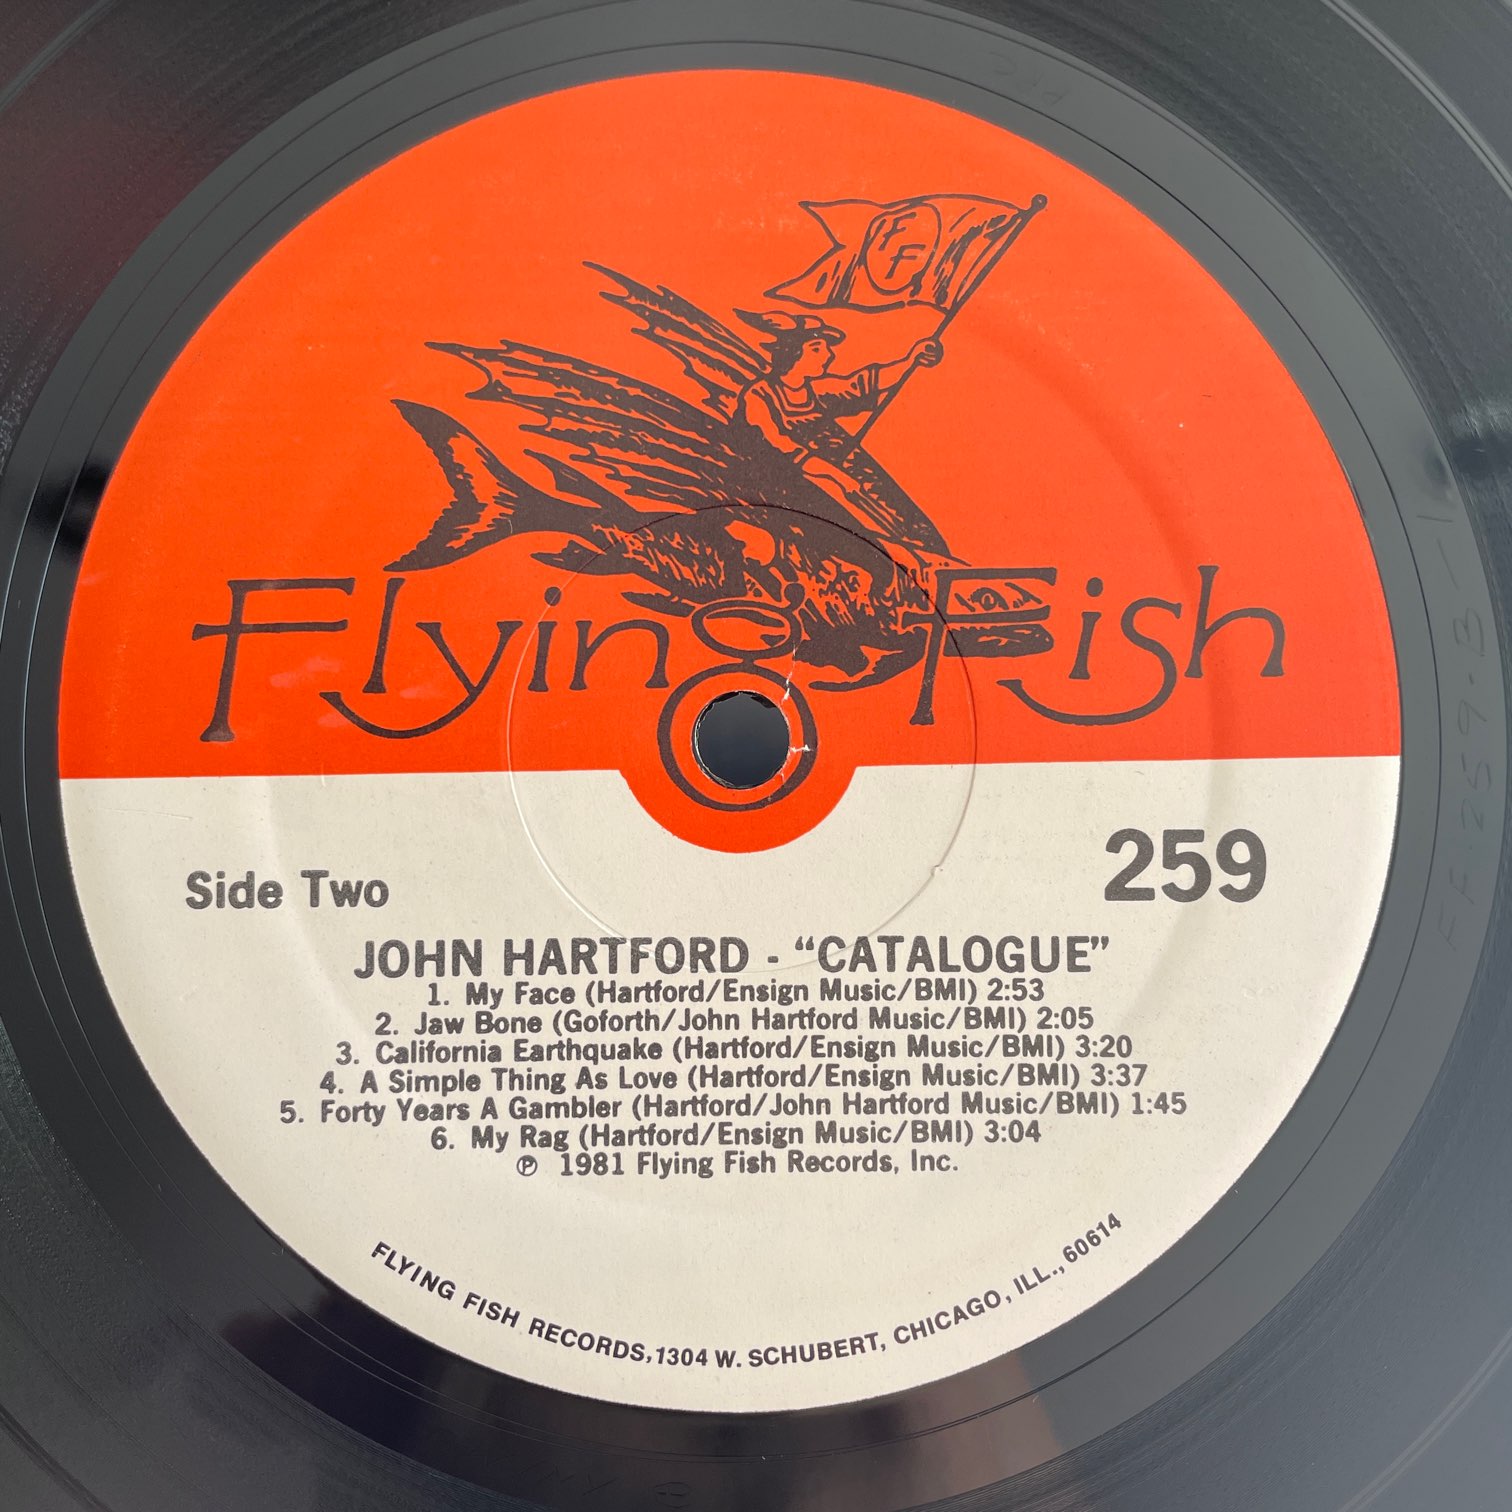 FF
Flying Fish
Side Two
259
JOHN HARTFORD - “CATALOGUE”
1. My Face (Hartford/Ensign Music/BMI) 2:53
2. Jaw Bone (Goforth/John Hartford Music/BMI) 2:05
3. California Earthquake (Hartford/Ensign Music/BMI) 3:20
4. A Simple Thing As Love (Hartford/Ensign Music/BMI) 3:37
5. Forty Years A Gambler (Hartford/John Hartford Music/BMI) 1:45
6. My Rag (Hartford/Ensign Music/BMI) 3:04
℗ 1981 Flying Fish Records, Inc.
FLYING FISH RECORDS, 1304 W. SCHUBERT, CHICAGO, ILL., 60614
FF-259-B-1